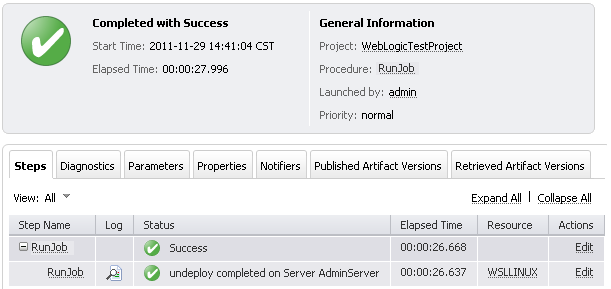 Completed with Success
Start Time: 2011-11-29 14:41:04 CST
Elapsed Time: 00:00:27.996
General Information
Project: WebLogicTestProject
Procedure: RunJob
Launched by: admin
Priority: normal
Steps Diagnostics Parameters Properties Notifiers Published Artifact Versions Retrieved Artifact Versions
View: All Expand All | Collapse All
Step Name Log Status Elapsed Time Resource Actions
RunJob Success 00:00:26.668 Edit
RunJob undeploy completed on Server AdminServer 00:00:26.637 WSLLINUX Edit